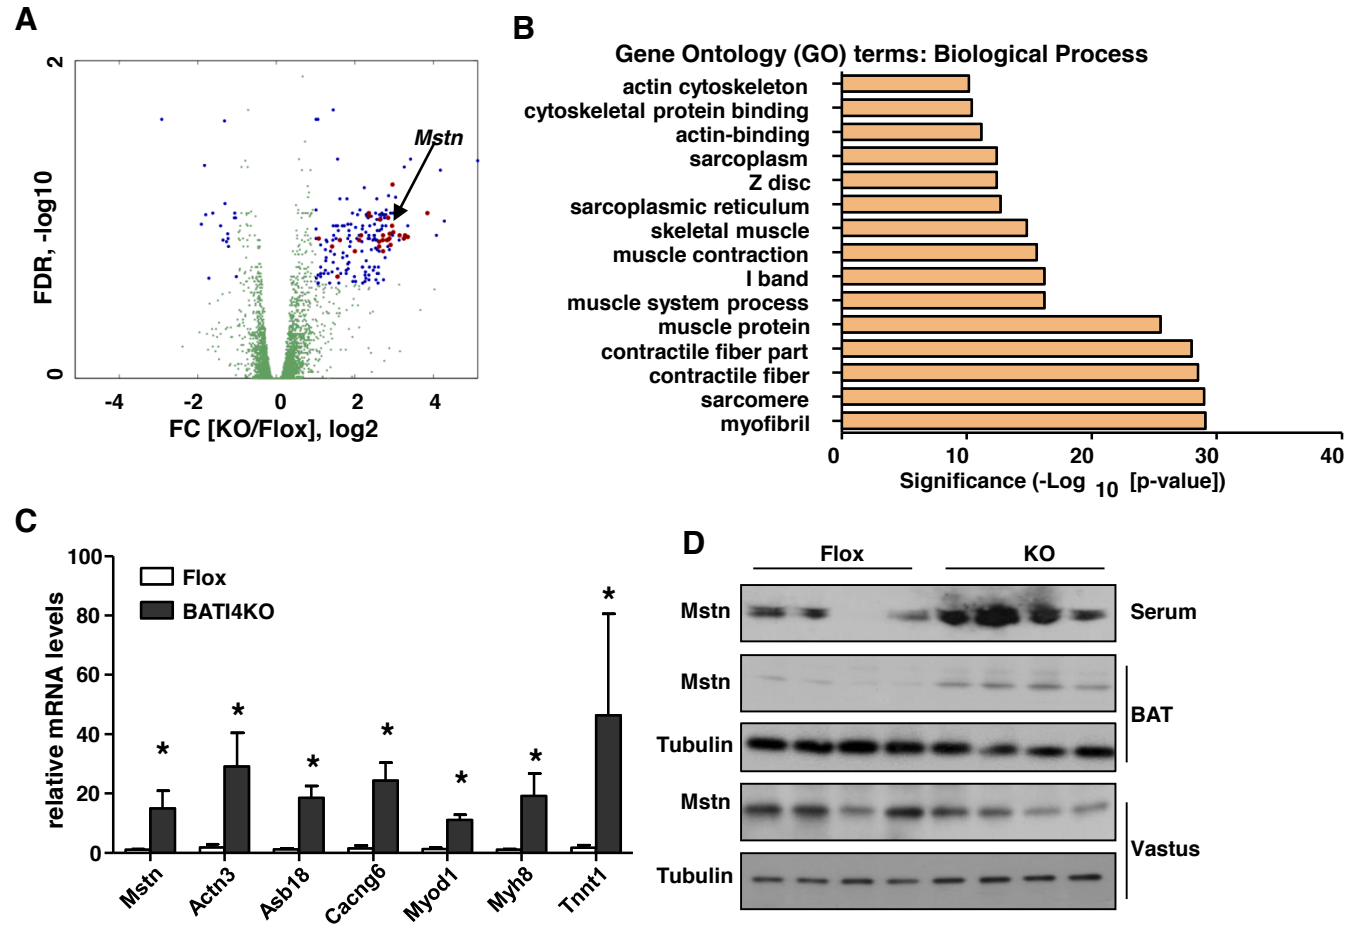 A
2
Mstn
FDR, -log10
0
-4
-2
0
2
4
FC [KO/Flox], log2
B
Gene Ontology (GO) terms: Biological Process
actin cytoskeleton
cytoskeletal protein binding
actin-binding
sarcoplasm
Z disc
sarcoplasmic reticulum
skeletal muscle
muscle contraction
I band
muscle system process
muscle protein
contractile fiber part
contractile fiber
sarcomere
myofibril
0
10
20
30
40
Significance (-Log 10 [p-value])
C
100
80
60
40
20
0
relative mRNA levels
Flox
BATI4KO
*
*
*
*
*
*
*
Mstn
Actn3
Asb18
Cacng6
Myod1
Myh8
Tnnt1
D
Flox
KO
Mstn
Serum
Mstn
BAT
Tubulin
Mstn
Vastus
Tubulin